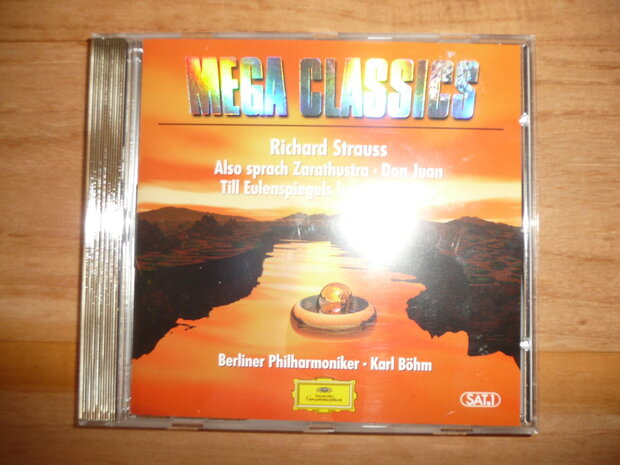 MEGA CLASSICS
Richard Strauss
Also sprach Zarathustra · Don Juan
Till Eulenspiegels
Berliner Philharmoniker · Karl Böhm
Deutsche
Grammophon
SAT.1